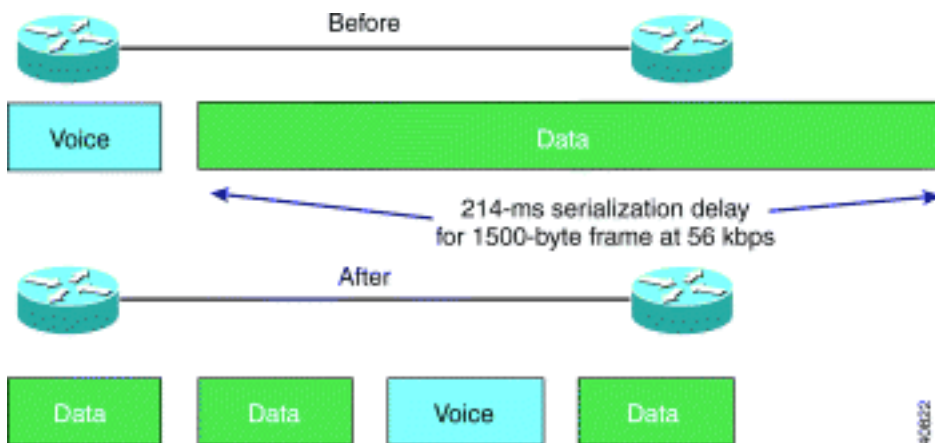 Before
Voice
Data
214-ms serialization delay
for 1500-byte frame at 56 kbps
After
Data
Data
Voice
Data